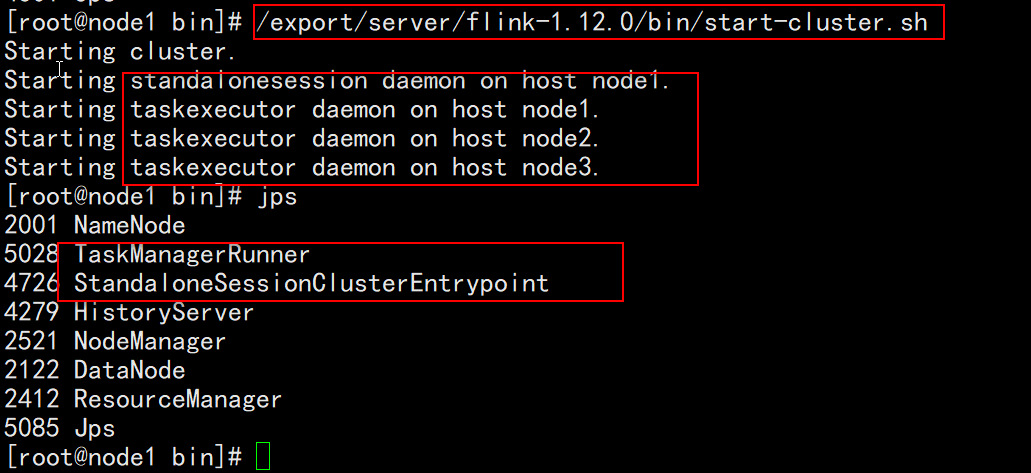 [root@node1 bin]# /export/server/flink-1.12.0/bin/start-cluster.sh
Starting cluster.
Starting standalonesession daemon on host node1.
Starting taskexecutor daemon on host node1.
Starting taskexecutor daemon on host node2.
Starting taskexecutor daemon on host node3.
[root@node1 bin]# jps
2001 NameNode
5028 TaskManagerRunner
4726 StandaloneSessionClusterEntrypoint
4279 HistoryServer
2521 NodeManager
2122 DataNode
2412 ResourceManager
5085 Jps
[root@node1 bin]#